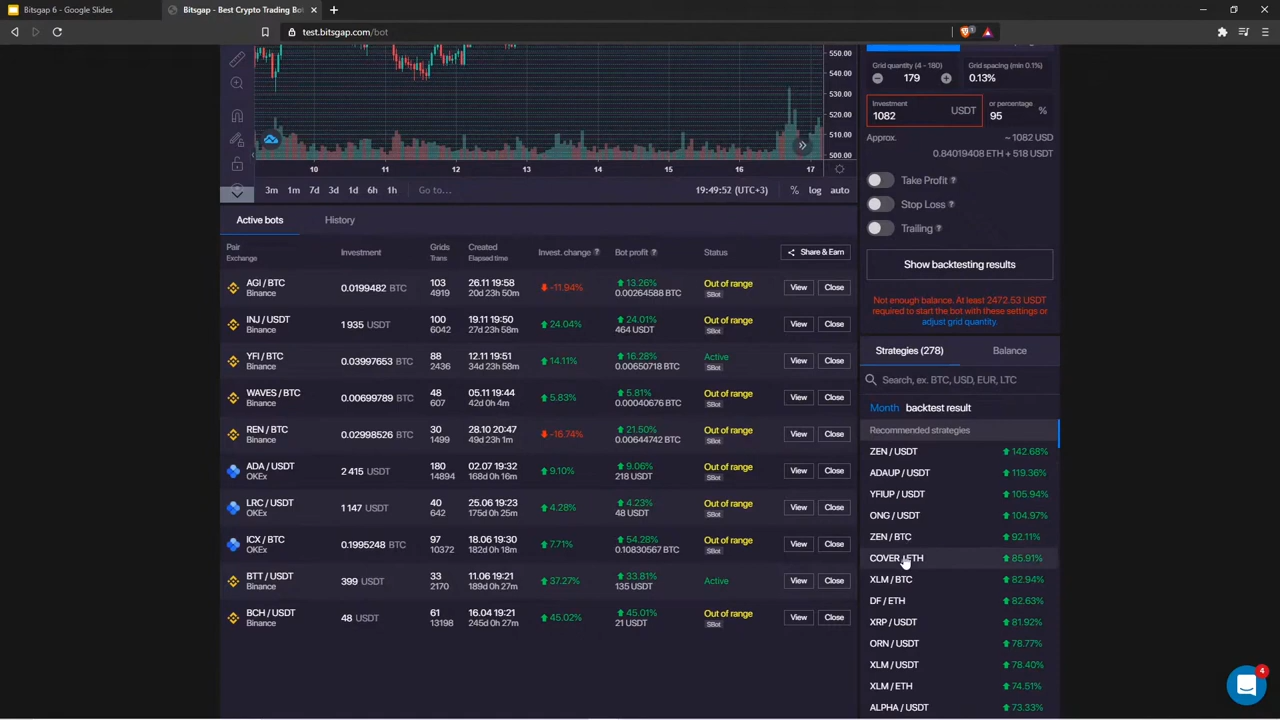 Bitsgap 6 - Google Slides
Bitsgap - Best Crypto Trading Bo
test.bitsgap.com/bot
550.00
540.00
530.00
520.00
510.00
500.00
10 11 12 13 14 15 16 17
3m 1m 7d 3d 1d 6h 1h Go to... 19:49:52 (UTC+3) % log auto
Active bots History
Pair Investment Grids Created Invest. change ? Bot profit ? Status Share & Earn
Exchange Trans Elapsed time
AGI / BTC 0.0199482 BTC 103 26.11 19:58 -11.94% 13.26% Out of range View Close
Binance 4919 20d 23h 50m 0.00264588 BTC SBot
INJ / USDT 1 935 USDT 100 19.11 19:50 24.04% 24.01% Out of range View Close
Binance 6042 27d 23h 58m 464 USDT SBot
YFI / BTC 0.03997653 BTC 88 12.11 19:51 14.11% 16.28% Active View Close
Binance 2436 34d 23h 58m 0.00650718 BTC SBot
WAVES / BTC 0.00699789 BTC 48 05.11 19:44 5.83% 5.81% Out of range View Close
Binance 607 42d 0h 4m 0.00040676 BTC SBot
REN / BTC 0.02998526 BTC 30 28.10 20:47 -16.74% 21.50% Out of range View Close
Binance 1499 49d 23h 1m 0.00644742 BTC SBot
ADA / USDT 2 415 USDT 180 02.07 19:32 9.10% 9.06% Out of range View Close
OKEx 14894 168d 0h 16m 218 USDT SBot
LRC / USDT 1 147 USDT 40 25.06 19:23 4.28% 4.23% Out of range View Close
OKEx 642 175d 0h 25m 48 USDT SBot
ICX / BTC 0.1995248 BTC 97 18.06 19:30 7.71% 54.28% Out of range View Close
OKEx 10372 182d 0h 18m 0.10830567 BTC SBot
BTT / USDT 399 USDT 33 11.06 19:21 37.27% 33.81% Active View Close
Binance 2170 189d 0h 27m 135 USDT
BCH / USDT 48 USDT 61 16.04 19:21 45.02% 45.01% Out of range View Close
Binance 13198 245d 0h 27m 21 USDT SBot
Grid quantity (4 - 180) Grid spacing (min 0.1%)
179 0.13%
Investment or percentage
1082 USDT 95 %
Approx. ~ 1082 USD
0.84019408 ETH + 518 USDT
Take Profit ?
Stop Loss ?
Trailing ?
Show backtesting results
Not enough balance. At least 2472.53 USDT
required to start the bot with these settings or
adjust grid quantity.
Strategies (278) Balance
Search, ex. BTC, USD, EUR, LTC
Month backtest result
Recommended strategies
ZEN / USDT 142.68%
ADAUP / USDT 119.36%
YFIUP / USDT 105.94%
ONG / USDT 104.97%
ZEN / BTC 92.11%
COVER / ETH 85.91%
XLM / BTC 82.94%
DF / ETH 82.63%
XRP / USDT 81.92%
ORN / USDT 78.77%
XLM / USDT 78.40%
XLM / ETH 74.51%
ALPHA / USDT 73.33%
4